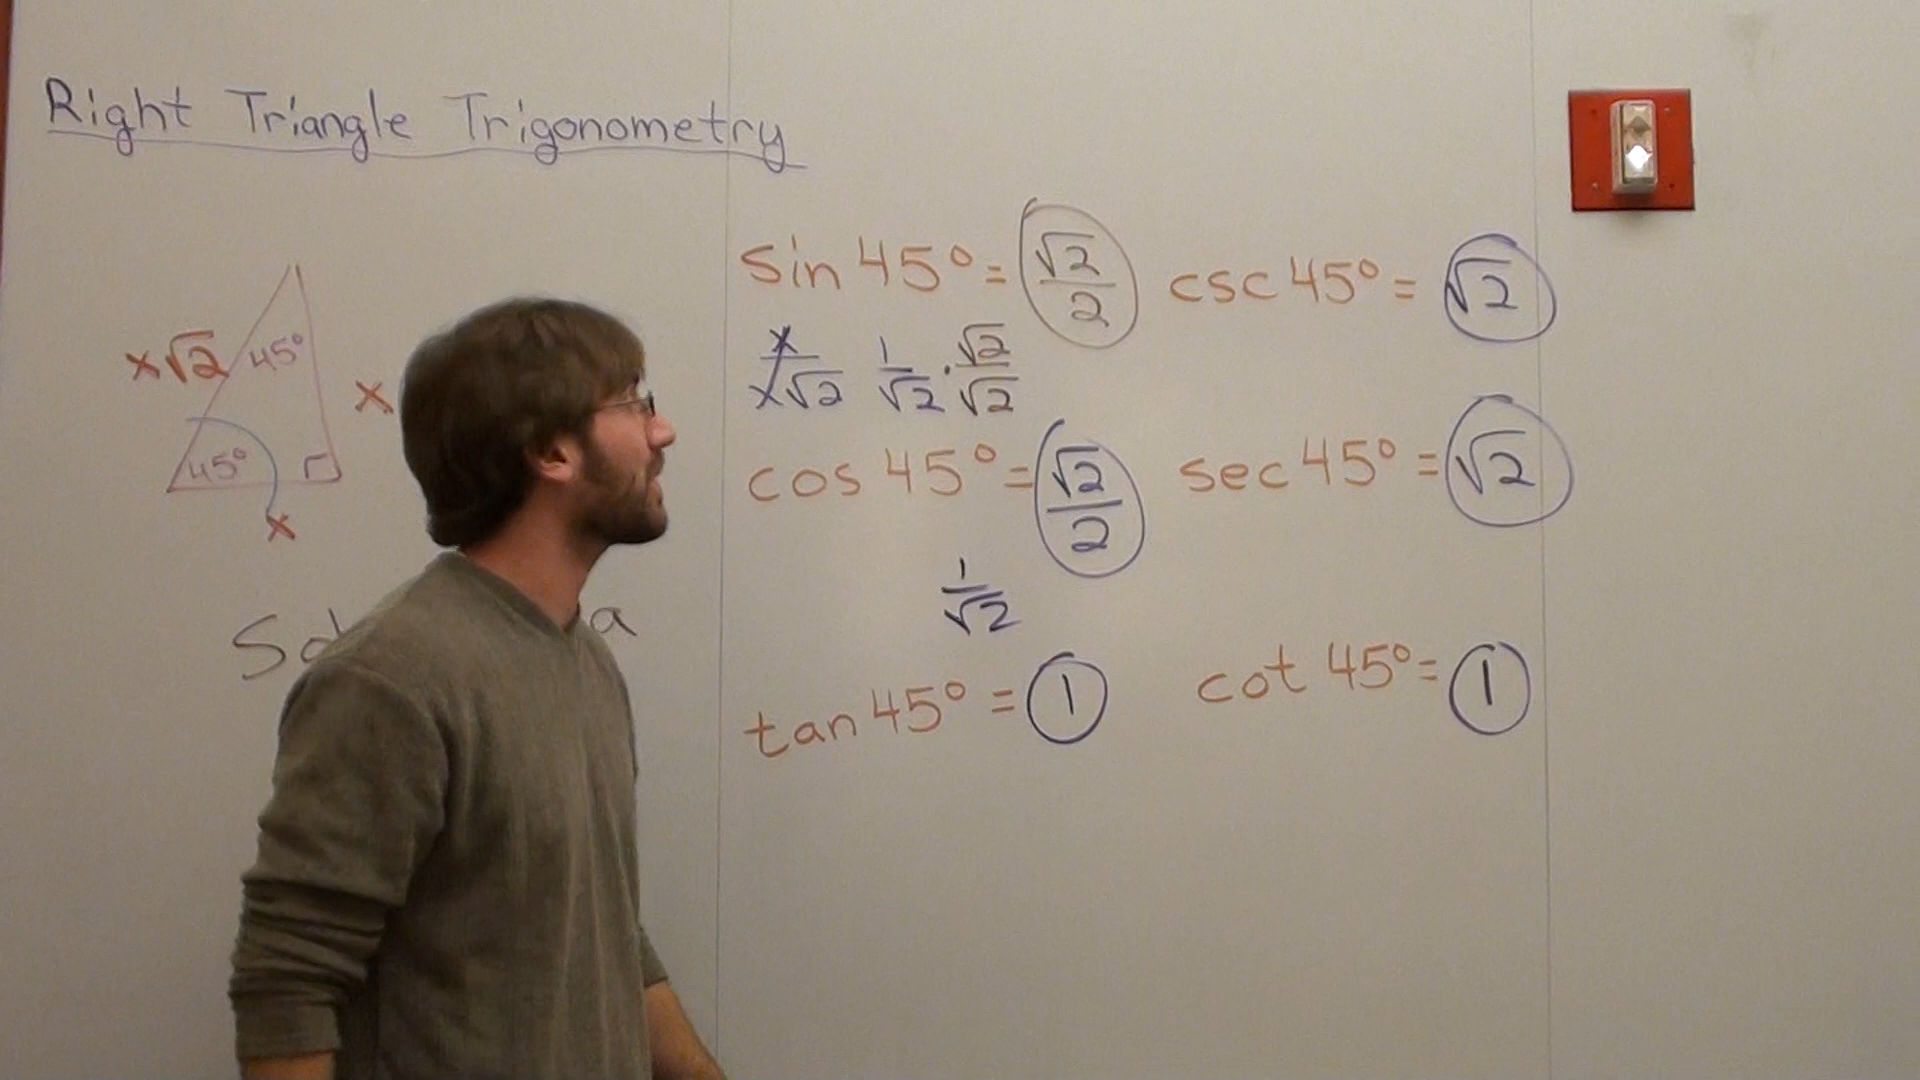 Right Triangle Trigonometry
x√2
45°
x
45°
x
sin 45° = √2/2
x/x√2 1/√2 · √2/√2
cos 45° = √2/2
1/√2
tan 45° = 1
csc 45° = √2
sec 45° = √2
cot 45° = 1